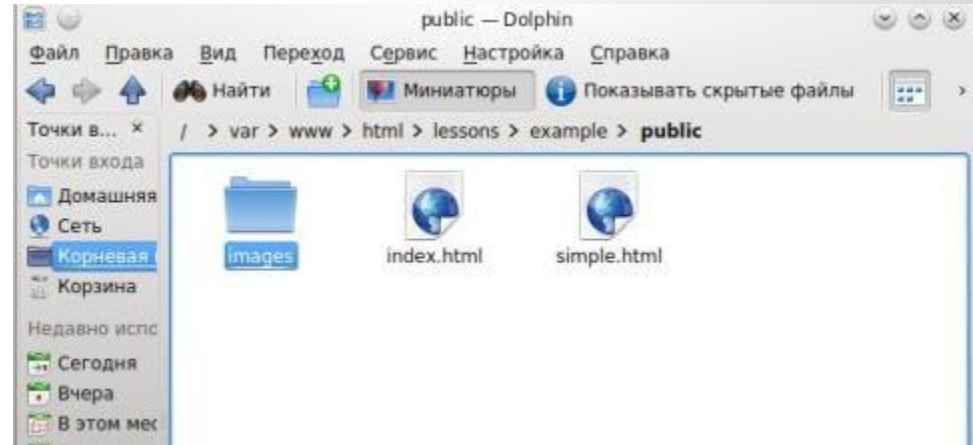 public — Dolphin
Файл Правка Вид Переход Сервис Настройка Справка
Найти Миниатюры Показывать скрытые файлы
Точки в... × / > var > www > html > lessons > example > public
Точки входа
Домашняя
Сеть
Корневая
Корзина
images index.html simple.html
Недавно испо
Сегодня
Вчера
В этом мес